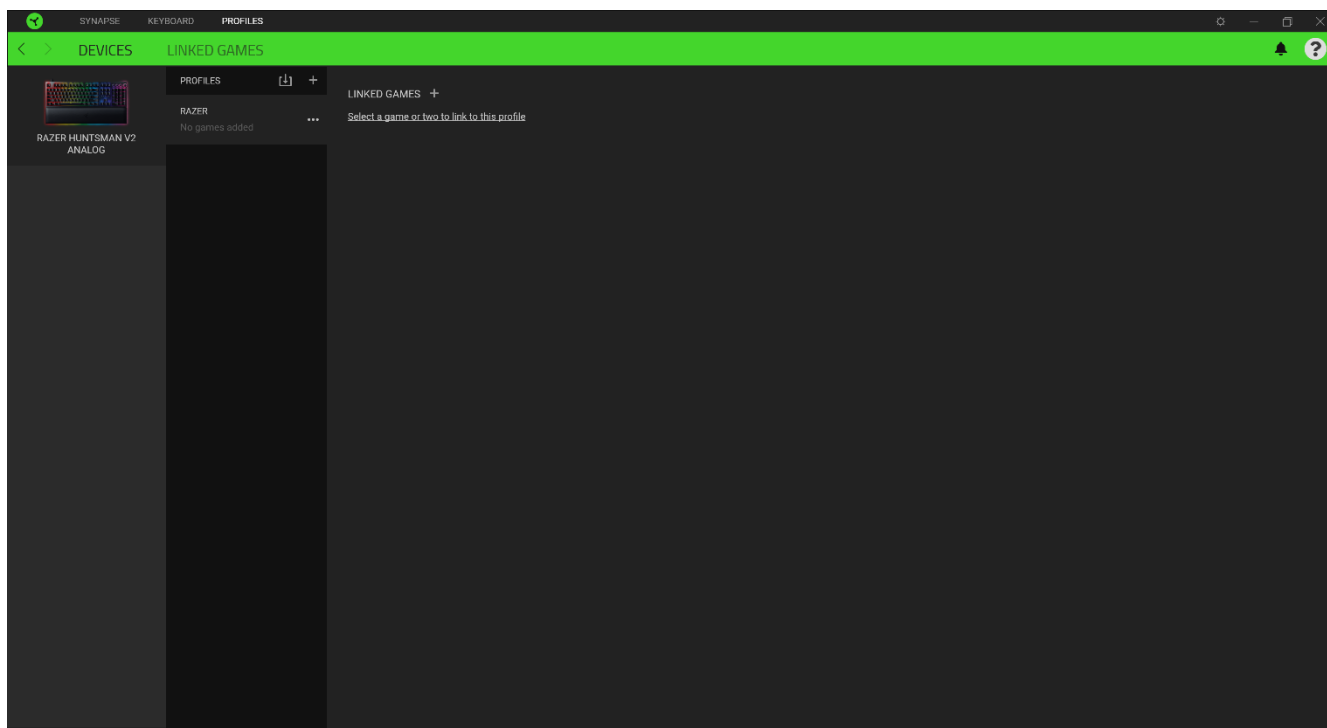 SYNAPSE KEYBOARD PROFILES
DEVICES LINKED GAMES
RAZER HUNTSMAN V2
ANALOG
PROFILES
RAZER
No games added
LINKED GAMES +
Select a game or two to link to this profile